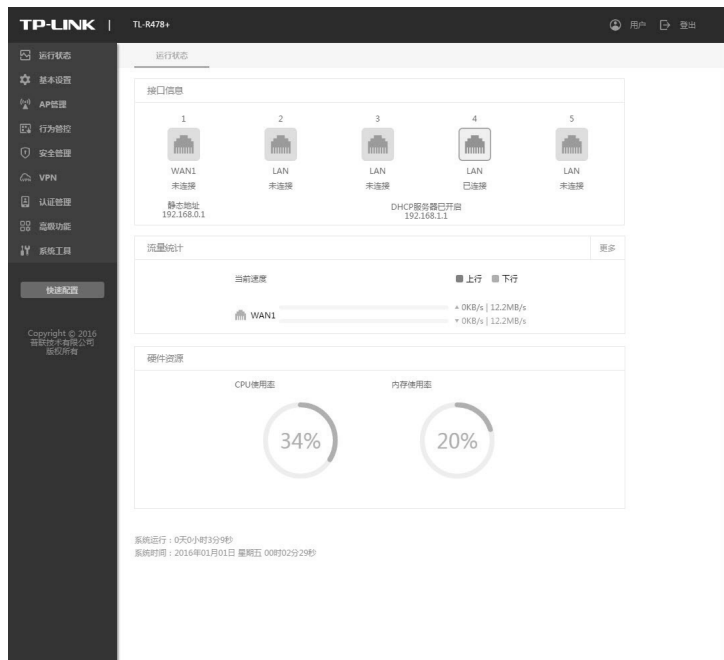 TP-LINK | TL-R478+ 用户 登出
运行状态
基本设置
AP管理
行为管控
安全管理
VPN
认证管理
高级功能
系统工具
快速配置
Copyright © 2016
普联技术有限公司
版权所有
运行状态
接口信息
1 2 3 4 5
WAN1 LAN LAN LAN LAN
未连接 未连接 未连接 已连接 未连接
静态地址 DHCP服务器已开启
192.168.0.1 192.168.1.1
流量统计 更多
当前速度 上行 下行
WAN1
0KB/s | 12.2MB/s
0KB/s | 12.2MB/s
硬件资源
CPU使用率 内存使用率
34% 20%
系统运行：0天0小时3分9秒
系统时间：2016年01月01日 星期五 00时02分29秒